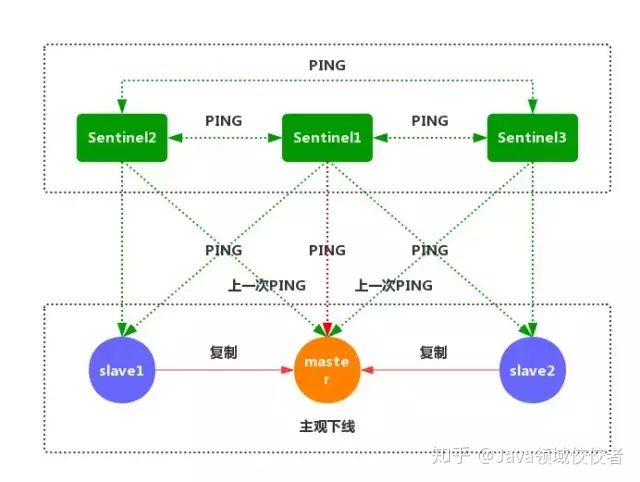 PING
PING
PING
Sentinel2
Sentinel1
Sentinel3
PING
PING
PING
上一次PING
上一次PING
复制
复制
slave1
maste
r
slave2
主观下线
知乎 @Java领域佼佼者